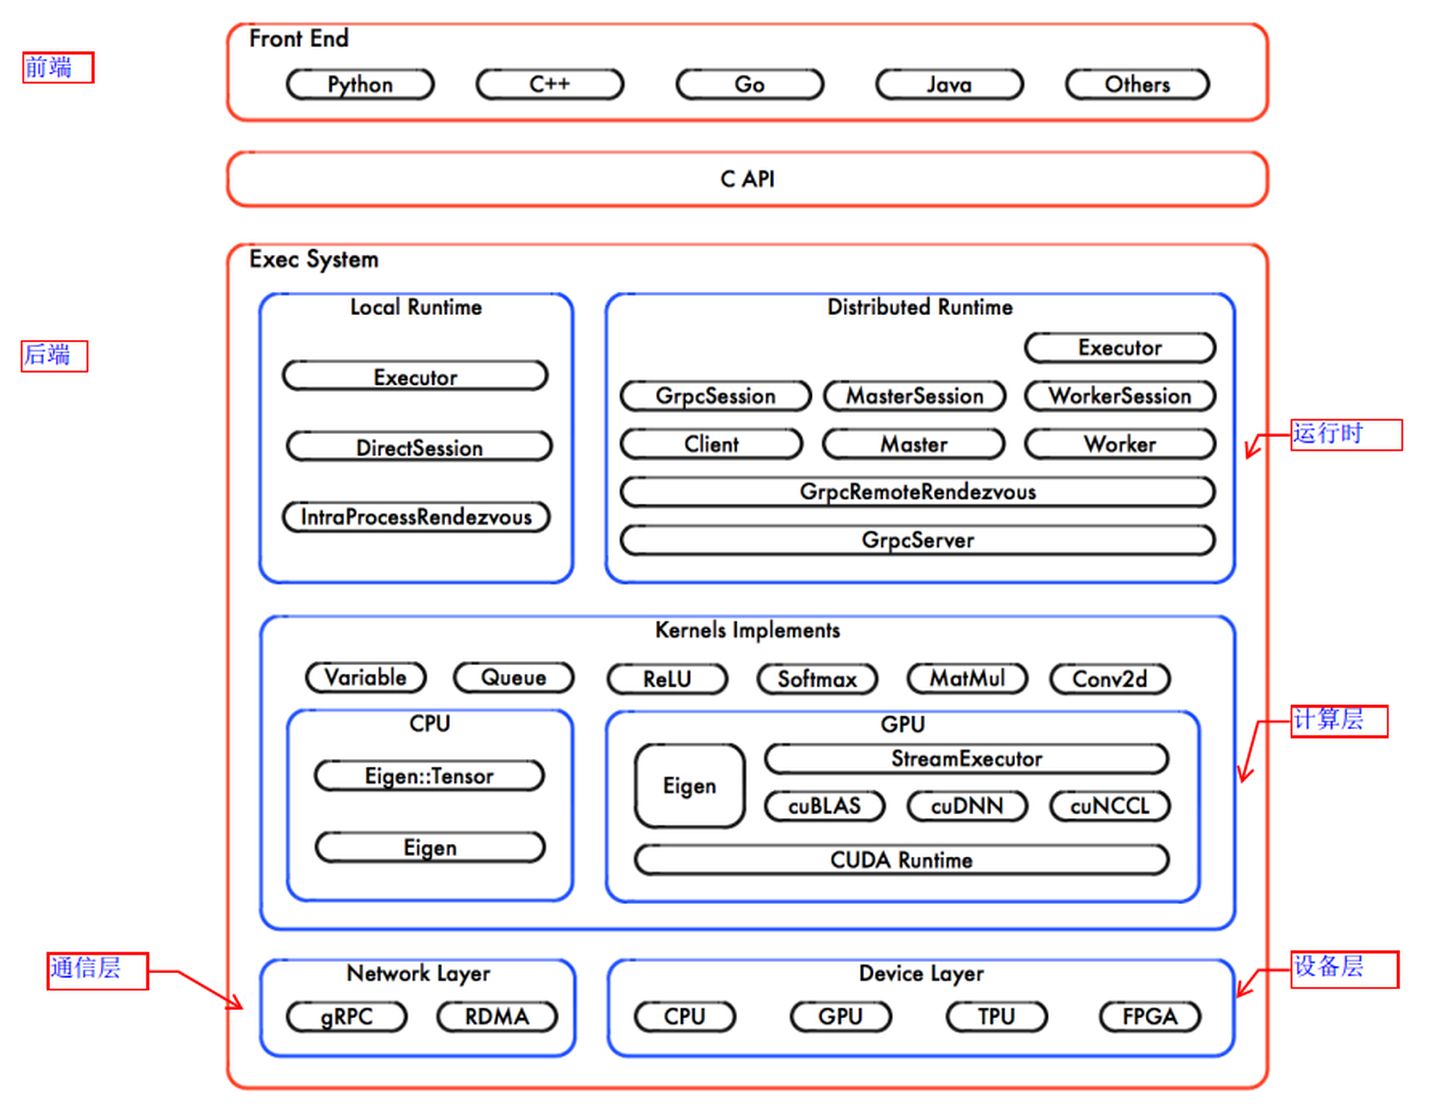 Front End
前端
Python C++ Go Java Others
C API
Exec System
Local Runtime
Executor
DirectSession
IntraProcessRendezvous
Distributed Runtime
Executor
GrpcSession MasterSession WorkerSession
Client Master Worker
GrpcRemoteRendezvous
GrpcServer
后端
运行时
Kernels Implements
Variable Queue ReLU Softmax MatMul Conv2d
CPU
Eigen::Tensor
Eigen
GPU
Eigen
StreamExecutor
cuBLAS cuDNN cuNCCL
CUDA Runtime
计算层
通信层
Network Layer
gRPC RDMA
Device Layer
CPU GPU TPU FPGA
设备层